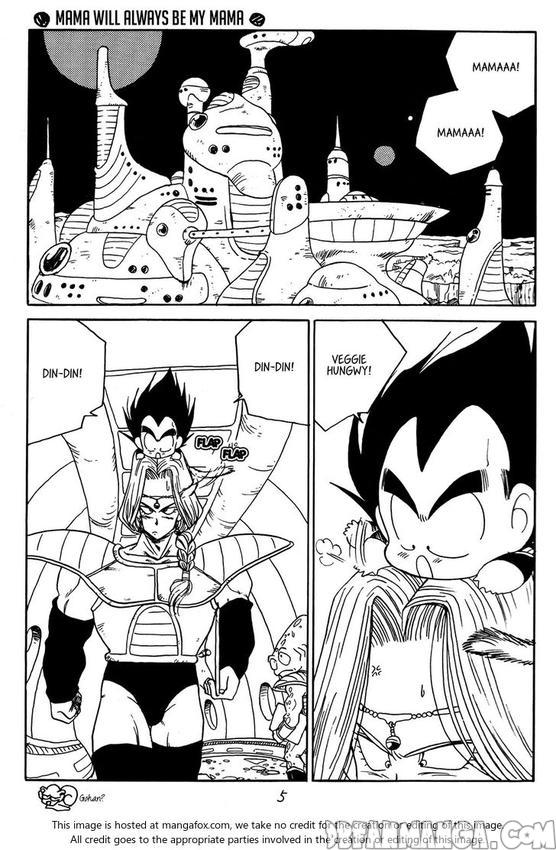 MAMA WILL ALWAYS BE MY MAMA
MAMAAA!
MAMAAA!
DIN-DIN!
DIN-DIN!
VEGGIE
HUNGWY!
FLAP
FLAP
Gohan?
5
This image is hosted at mangafox.com, we take no credit for the creation or editing of this image.
All credit goes to the appropriate parties involved in the creation or editing of this image.
DBFANMANGA.COM